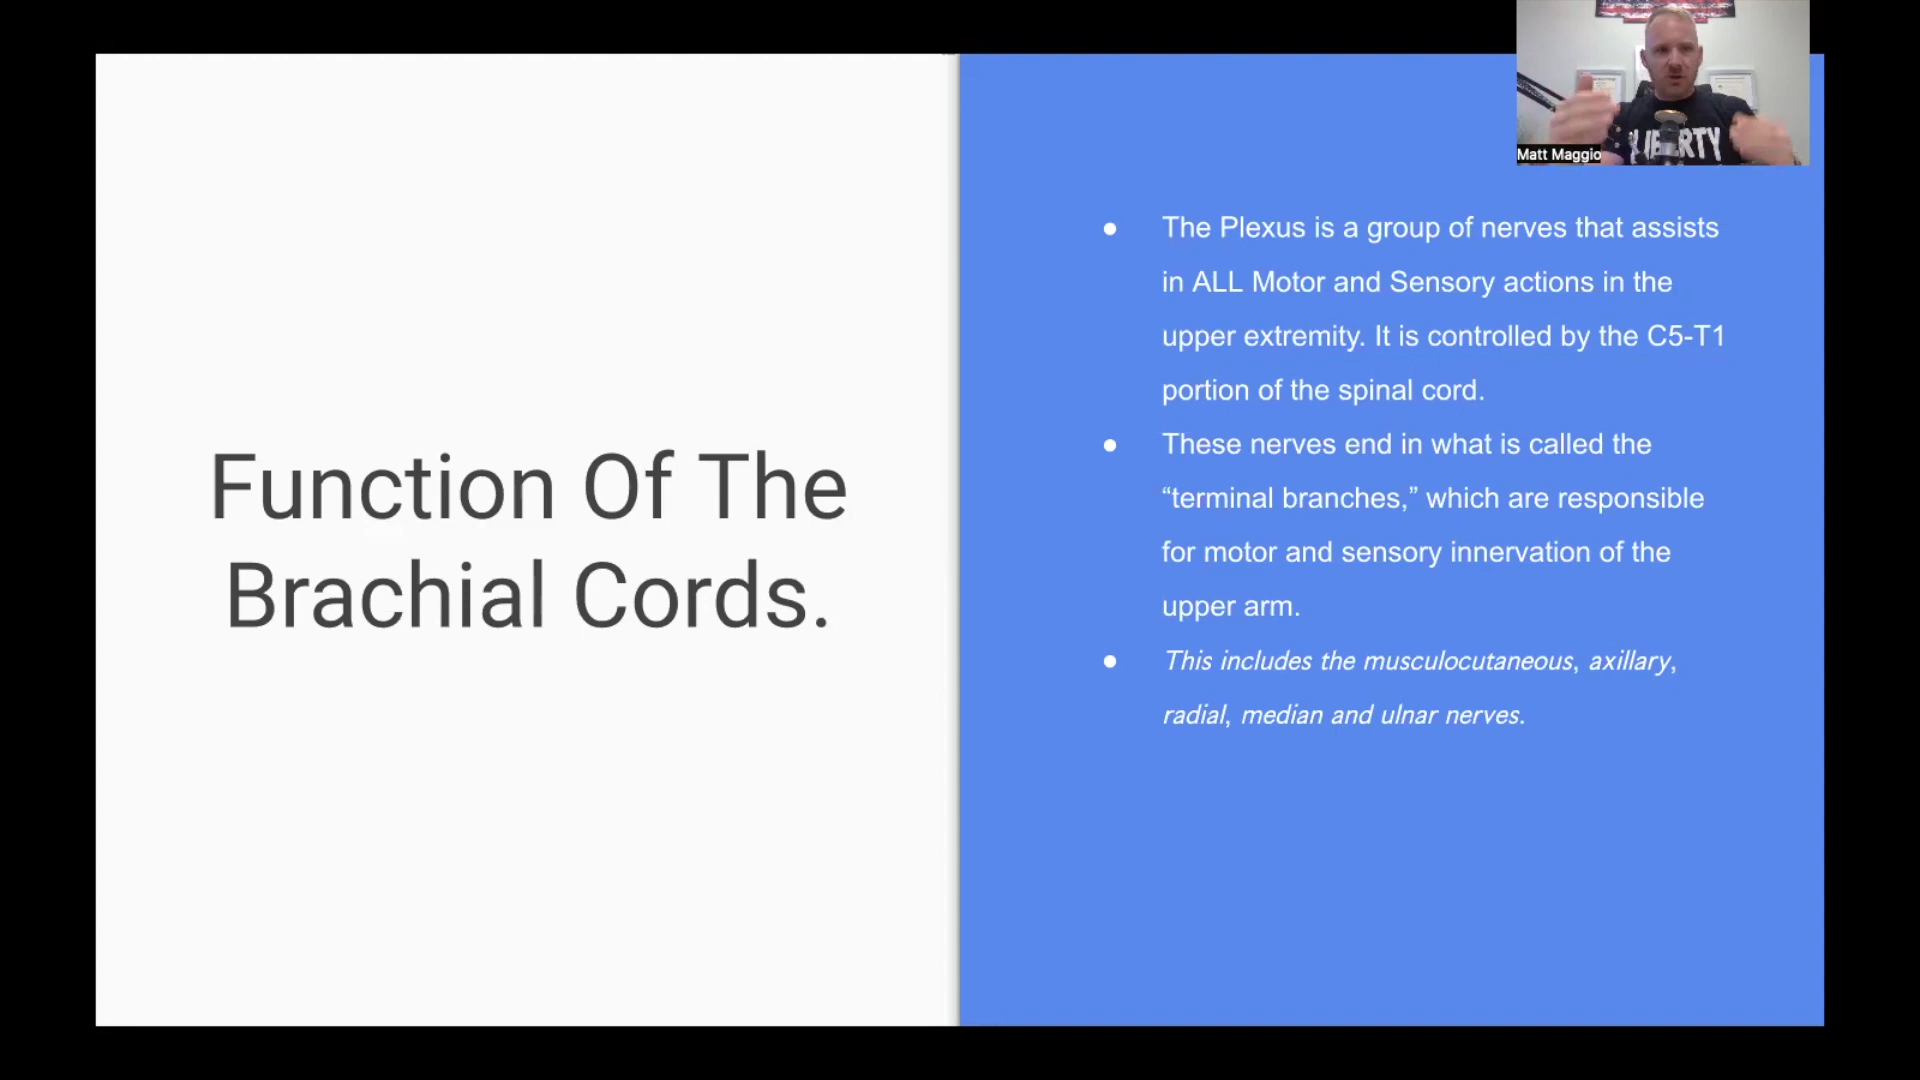 Function Of The
Brachial Cords.
Matt Maggio
LIBERTY
● The Plexus is a group of nerves that assists
in ALL Motor and Sensory actions in the
upper extremity. It is controlled by the C5-T1
portion of the spinal cord.
● These nerves end in what is called the
“terminal branches,” which are responsible
for motor and sensory innervation of the
upper arm.
● This includes the musculocutaneous, axillary,
radial, median and ulnar nerves.